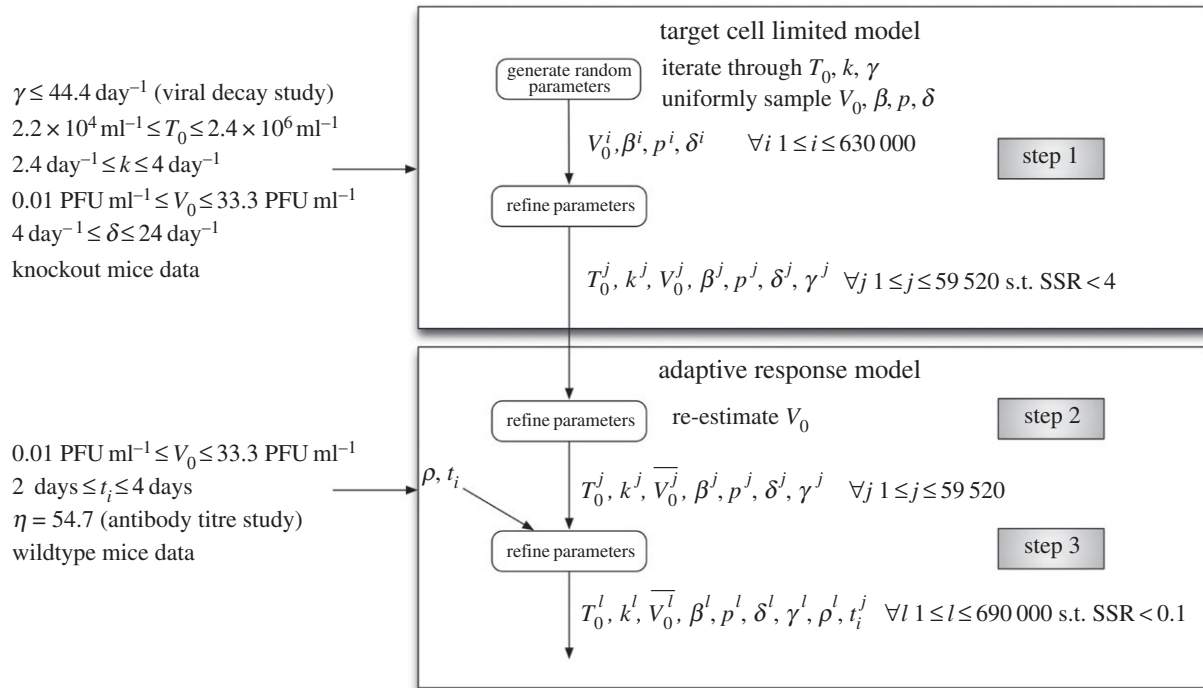 target cell limited model
generate random
parameters
iterate through T₀, k, γ
uniformly sample V₀, β, p, δ
γ ≤ 44.4 day⁻¹ (viral decay study)
2.2 × 10⁴ ml⁻¹ ≤ T₀ ≤ 2.4 × 10⁶ ml⁻¹
2.4 day⁻¹ ≤ k ≤ 4 day⁻¹
0.01 PFU ml⁻¹ ≤ V₀ ≤ 33.3 PFU ml⁻¹
4 day⁻¹ ≤ δ ≤ 24 day⁻¹
knockout mice data
V₀ⁱ, βⁱ, pⁱ, δⁱ ∀i 1 ≤ i ≤ 630 000
step 1
refine parameters
T₀ʲ, kʲ, V₀ʲ, βʲ, pʲ, δʲ, γʲ ∀j 1 ≤ j ≤ 59 520 s.t. SSR < 4
adaptive response model
refine parameters
re-estimate V₀
step 2
0.01 PFU ml⁻¹ ≤ V₀ ≤ 33.3 PFU ml⁻¹
2 days ≤ tᵢ ≤ 4 days
η = 54.7 (antibody titre study)
wildtype mice data
ρ, tᵢ
T₀ʲ, kʲ, V̅₀ʲ, βʲ, pʲ, δʲ, γʲ ∀j 1 ≤ j ≤ 59 520
refine parameters
step 3
T₀ˡ, kˡ, V̅₀ˡ, βˡ, pˡ, δˡ, γˡ, ρˡ, tᵢʲ ∀l 1 ≤ l ≤ 690 000 s.t. SSR < 0.1